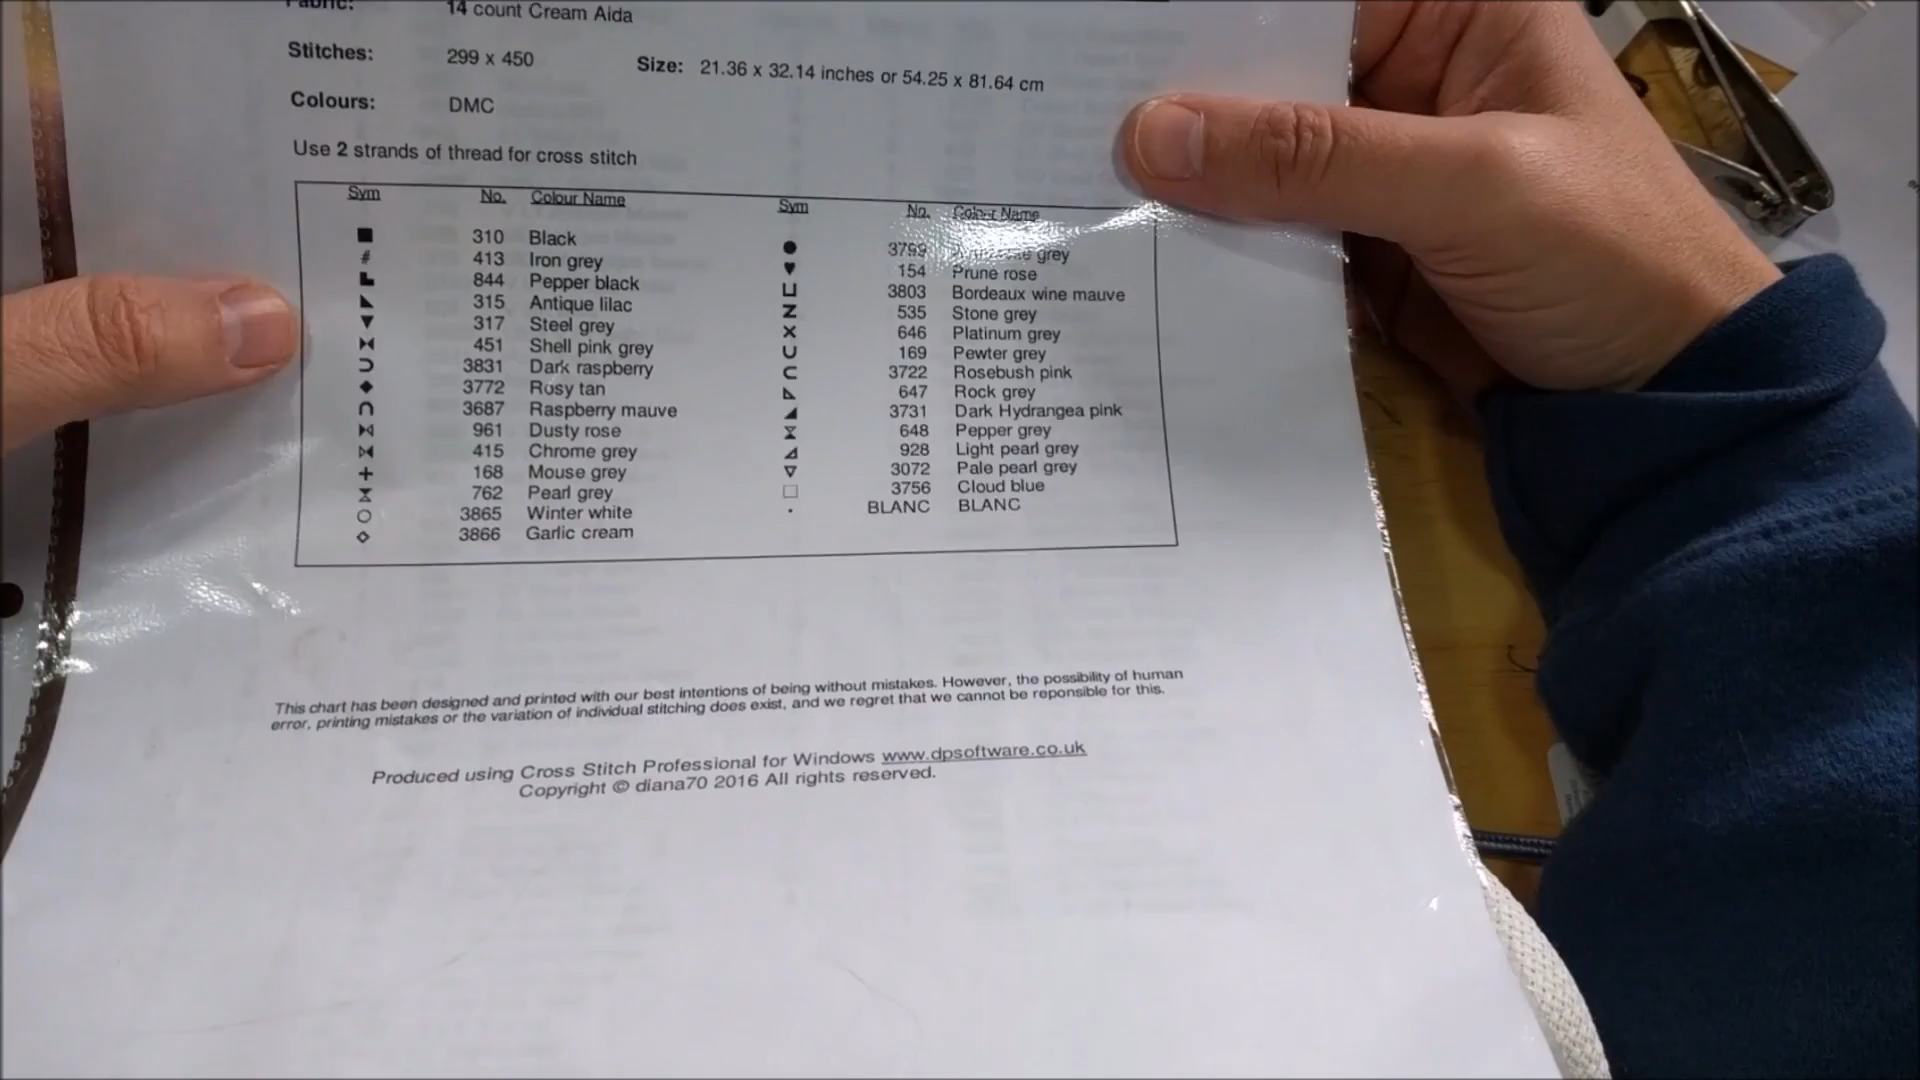 Fabric: 14 count Cream Aida
Stitches: 299 x 450 Size: 21.36 x 32.14 inches or 54.25 x 81.64 cm
Colours: DMC
Use 2 strands of thread for cross stitch
Sym No. Colour Name Sym No. Colour Name
■ 310 Black ● 3799 grey
# 413 Iron grey ♥ 154 Prune rose
▙ 844 Pepper black ⊔ 3803 Bordeaux wine mauve
◣ 315 Antique lilac Z 535 Stone grey
▼ 317 Steel grey X 646 Platinum grey
451 Shell pink grey U 169 Pewter grey
⊃ 3831 Dark raspberry ⊂ 3722 Rosebush pink
◆ 3772 Rosy tan ◺ 647 Rock grey
∩ 3687 Raspberry mauve ◢ 3731 Dark Hydrangea pink
961 Dusty rose 648 Pepper grey
415 Chrome grey ◿ 928 Light pearl grey
+ 168 Mouse grey ▽ 3072 Pale pearl grey
762 Pearl grey □ 3756 Cloud blue
○ 3865 Winter white · BLANC BLANC
◇ 3866 Garlic cream
This chart has been designed and printed with our best intentions of being without mistakes. However, the possibility of human
error, printing mistakes or the variation of individual stitching does exist, and we regret that we cannot be reponsible for this.
Produced using Cross Stitch Professional for Windows www.dpsoftware.co.uk
Copyright © diana70 2016 All rights reserved.